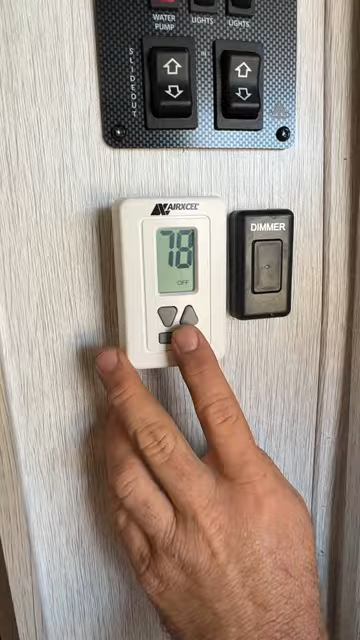 WATER
PUMP
LIGHTS
LIGHTS
SLIDEOUT
AIRXCEL
DIMMER
78
OFF